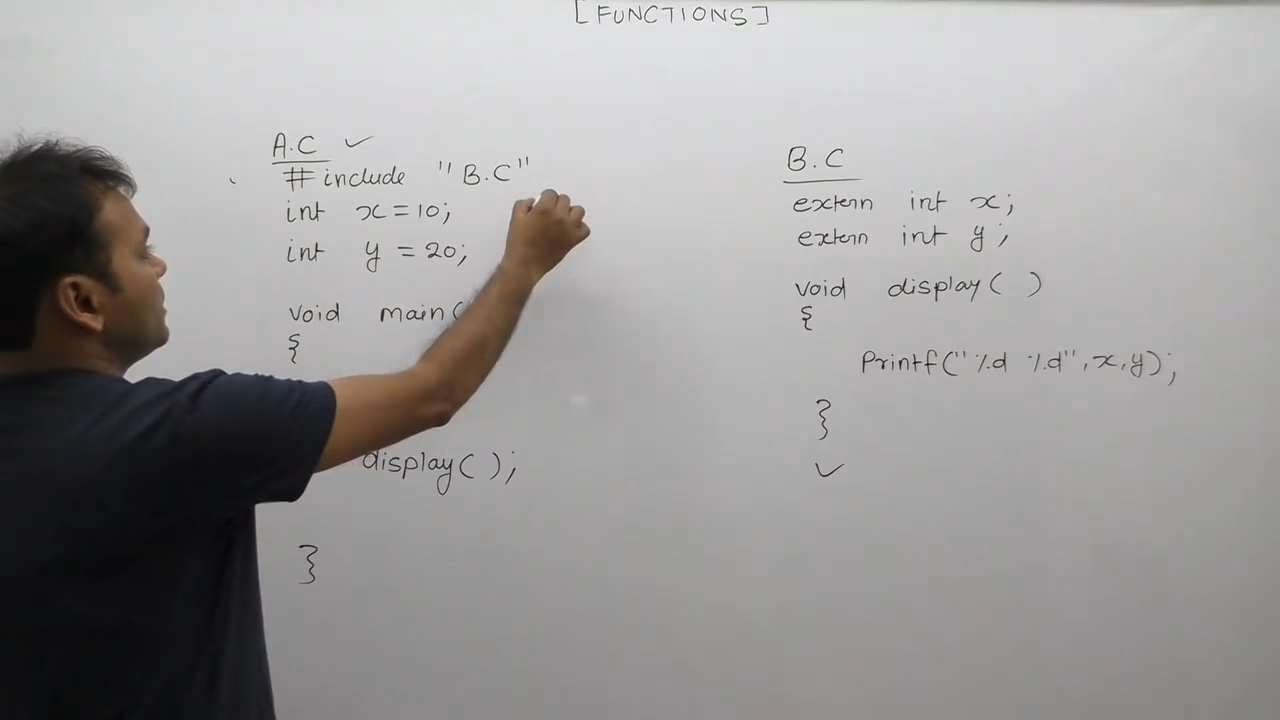 [FUNCTIONS]
A.C ✓
#include "B.C"
int x=10;
int y = 20;
void main(
{
display( );
}
B.C
extern int x;
extern int y;
void display( )
{
Printf("%d %d",x,y);
}
✓